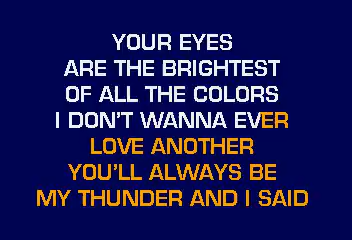 YOUR EYES
ARE THE BRIGHTEST
OF ALL THE COLORS
I DON'T WANNA EVER
LOVE ANOTHER
YOU'LL ALWAYS BE
MY THUNDER AND I SAID